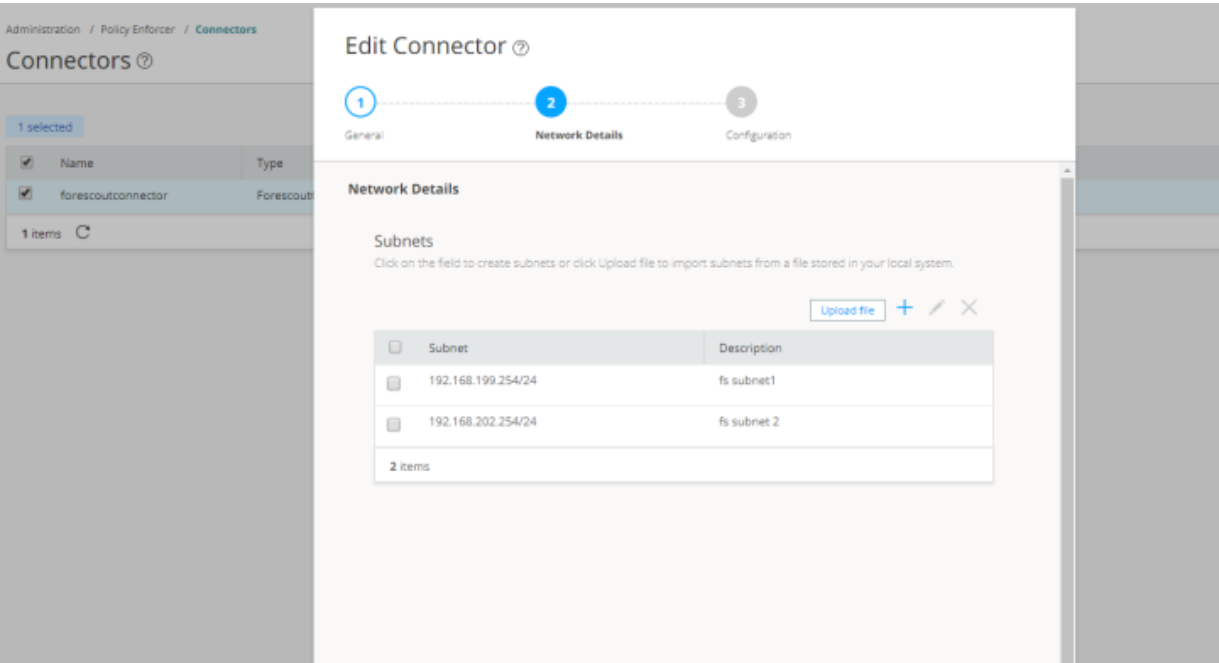 Administration / Policy Enforcer / Connectors
Connectors ?
1 selected
Name Type
forescoutconnector
1 items
Edit Connector ?
1 2 3
General Network Details Configuration
Network Details
Subnets
Click on the field to create subnets or click Upload file to import subnets from a file stored in your local system.
Upload file
Subnet Description
192.168.199.254/24 fs subnet1
192.168.202.254/24 fs subnet 2
2 items